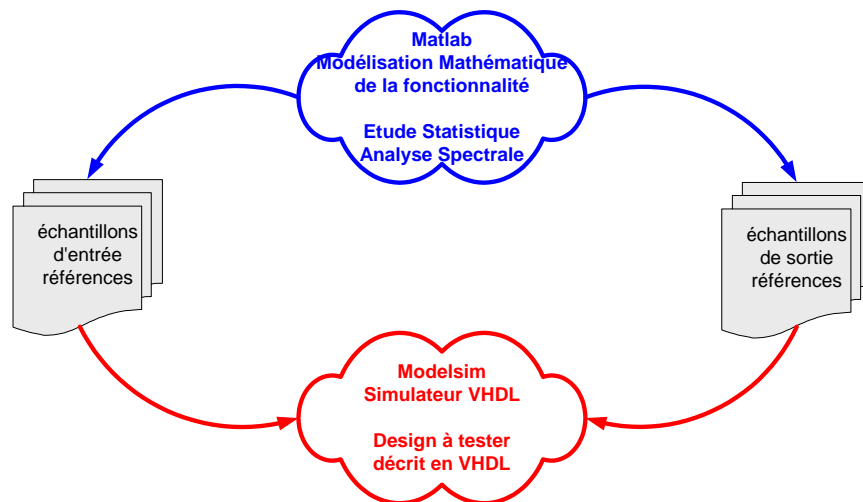 Matlab
Modélisation Mathématique
de la fonctionnalité
Etude Statistique
Analyse Spectrale
échantillons
d'entrée
références
échantillons
de sortie
références
Modelsim
Simulateur VHDL
Design à tester
décrit en VHDL